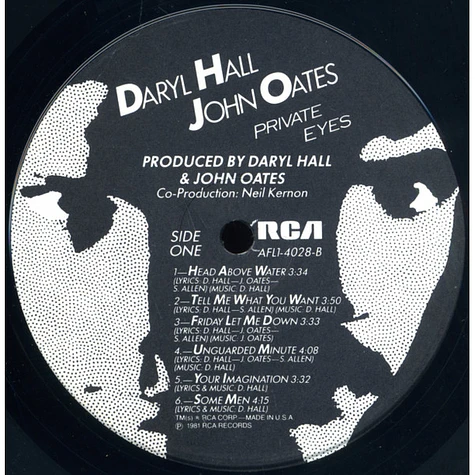 DARYL HALL
JOHN OATES
PRIVATE
EYES
PRODUCED BY DARYL HALL
& JOHN OATES
Co-Production: Neil Kernon
SIDE
ONE
RCA
AFL1-4028-B
1—HEAD ABOVE WATER 3:34
(LYRICS: D. HALL—J. OATES—
S. ALLEN) (MUSIC: D. HALL)
2—TELL ME WHAT YOU WANT 3:50
(LYRICS: D. HALL—S. ALLEN) (MUSIC: D. HALL)
3—FRIDAY LET ME DOWN 3:33
(LYRICS: D. HALL—J. OATES—
S. ALLEN) (MUSIC: J. OATES)
4.—UNGUARDED MINUTE 4:08
(LYRICS: D. HALL—J. OATES—S. ALLEN)
(MUSIC: D. HALL)
5.—YOUR IMAGINATION 3:32
(LYRICS & MUSIC: D. HALL)
6—SOME MEN 4:15
(LYRICS & MUSIC: D. HALL)
TM(s) ® RCA CORP.—MADE IN U.S.A.
℗ 1981 RCA RECORDS